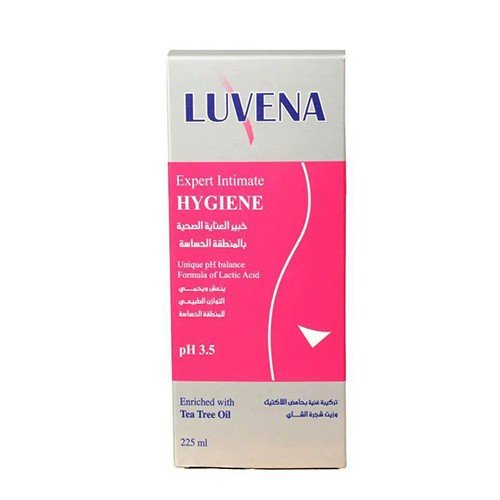 LUVENA
Expert Intimate
HYGIENE
خبير العناية الصحية
بالمنطقة الحساسة
Unique pH balance
Formula of Lactic Acid
ينعش ويحمي
التوازن الطبيعي
للمنطقة الحساسة
pH 3.5
Enriched with
Tea Tree Oil
تركيبة غنية بحامض اللاكتيك
وزيت شجرة الشاي
225 ml